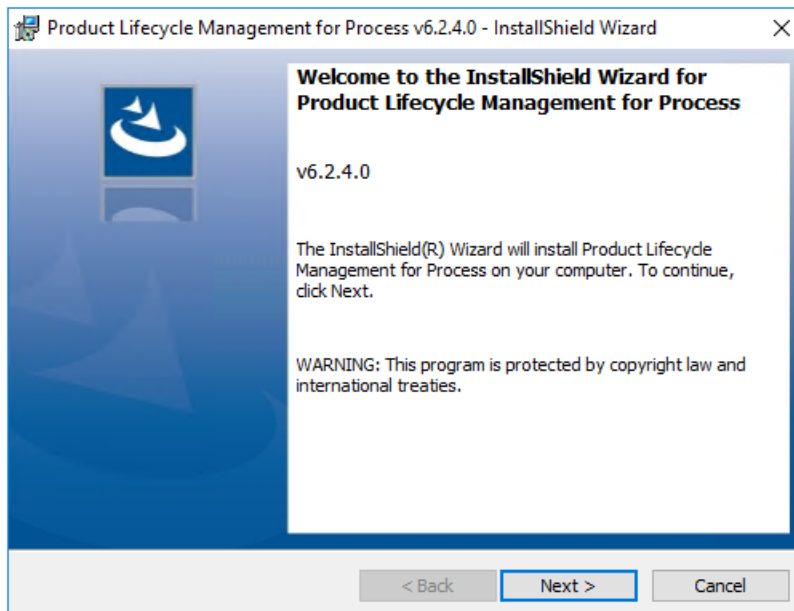 Product Lifecycle Management for Process v6.2.4.0 - InstallShield Wizard
Welcome to the InstallShield Wizard for
Product Lifecycle Management for Process
v6.2.4.0
The InstallShield(R) Wizard will install Product Lifecycle
Management for Process on your computer. To continue,
click Next.
WARNING: This program is protected by copyright law and
international treaties.
< Back
Next >
Cancel